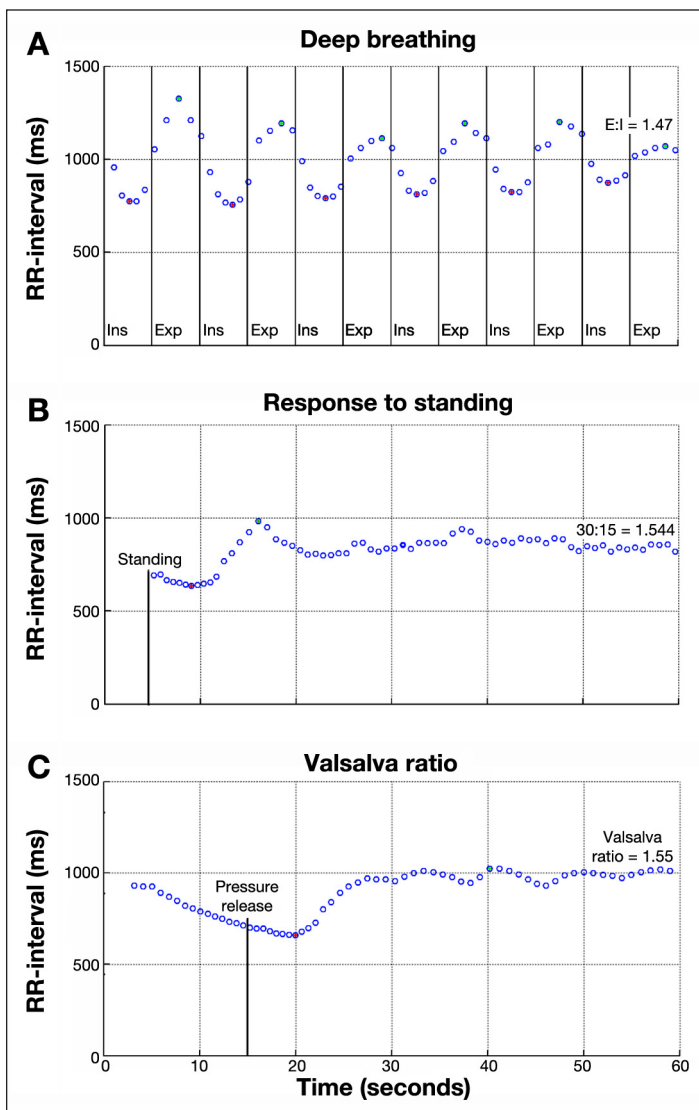 A
Deep breathing
1500
1000
500
0
RR-interval (ms)
E:I = 1.47
Ins Exp Ins Exp Ins Exp Ins Exp Ins Exp Ins Exp
B
Response to standing
1500
1000
500
0
RR-interval (ms)
Standing
30:15 = 1.544
C
Valsalva ratio
1500
1000
500
0
RR-interval (ms)
Pressure
release
Valsalva
ratio = 1.55
0 10 20 30 40 50 60
Time (seconds)